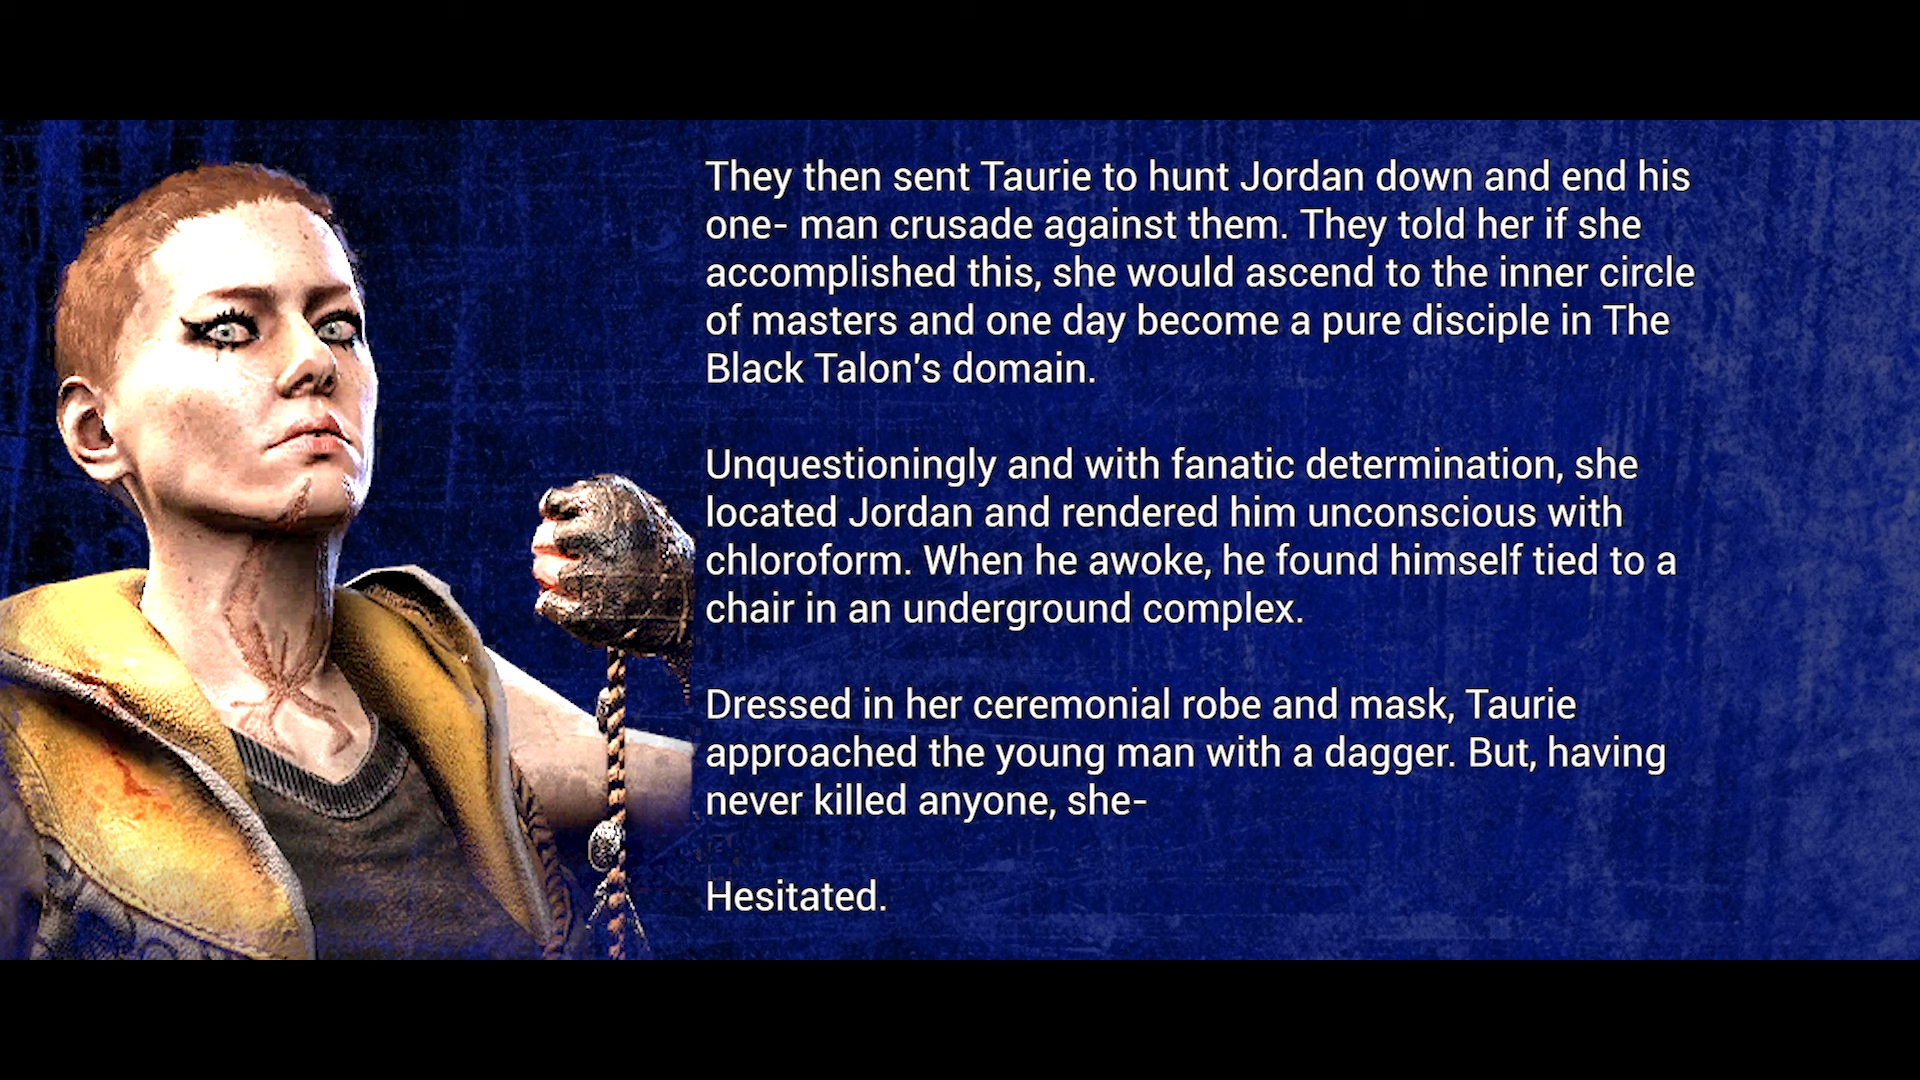 They then sent Taurie to hunt Jordan down and end his
one- man crusade against them. They told her if she
accomplished this, she would ascend to the inner circle
of masters and one day become a pure disciple in The
Black Talon's domain.
Unquestioningly and with fanatic determination, she
located Jordan and rendered him unconscious with
chloroform. When he awoke, he found himself tied to a
chair in an underground complex.
Dressed in her ceremonial robe and mask, Taurie
approached the young man with a dagger. But, having
never killed anyone, she-
Hesitated.